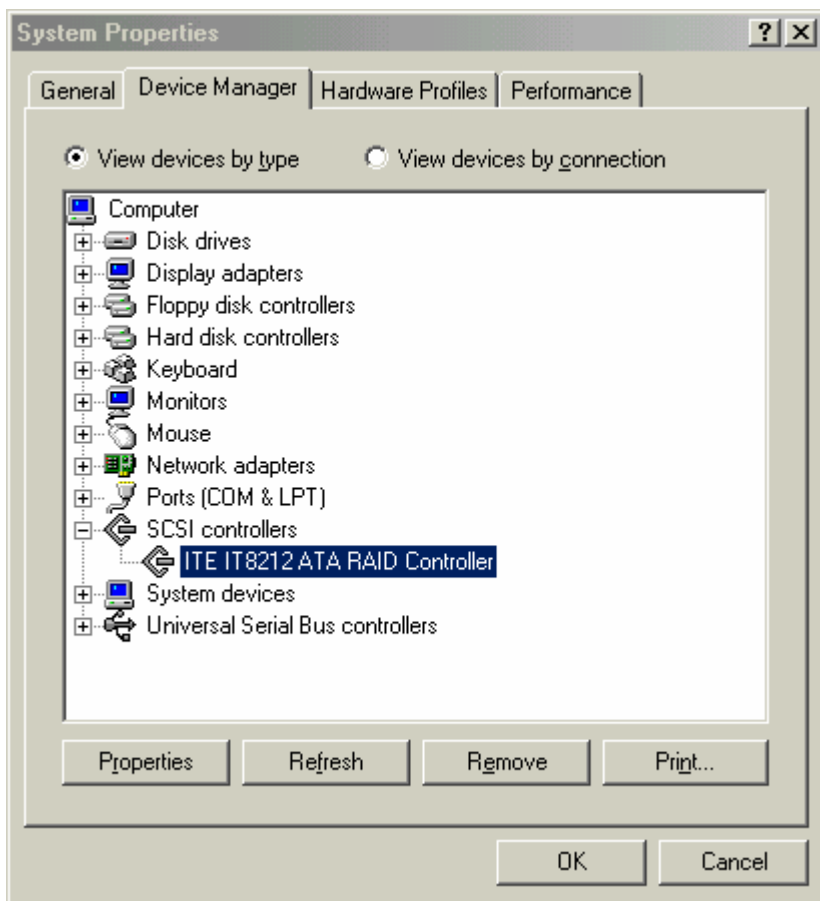 System Properties
General Device Manager Hardware Profiles Performance
View devices by type View devices by connection
Computer
Disk drives
Display adapters
Floppy disk controllers
Hard disk controllers
Keyboard
Monitors
Mouse
Network adapters
Ports (COM & LPT)
SCSI controllers
ITE IT8212 ATA RAID Controller
System devices
Universal Serial Bus controllers
Properties Refresh Remove Print...
OK Cancel